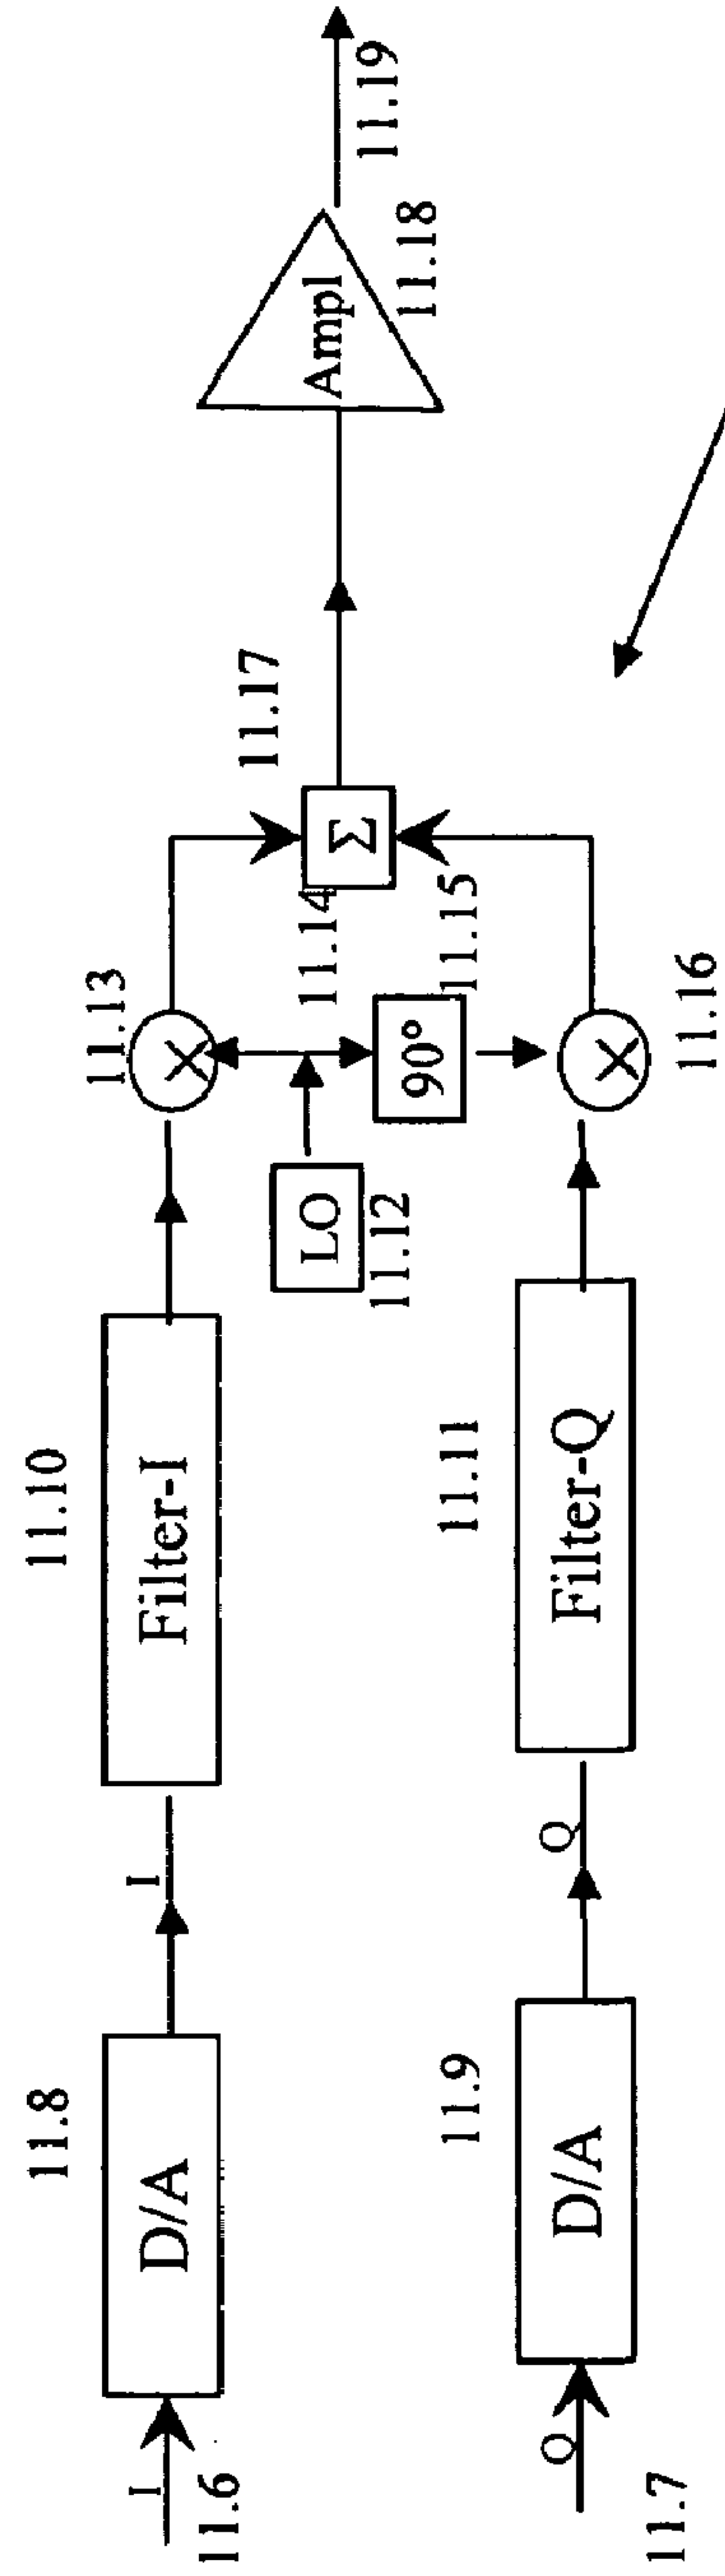 I
11.6
11.8
D/A
I
11.10
Filter-I
11.13
X
LO
11.12
11.14
90°
11.15
11.17
Σ
Ampl
11.18
11.19
Q
11.7
11.9
D/A
Q
11.11
Filter-Q
X
11.16